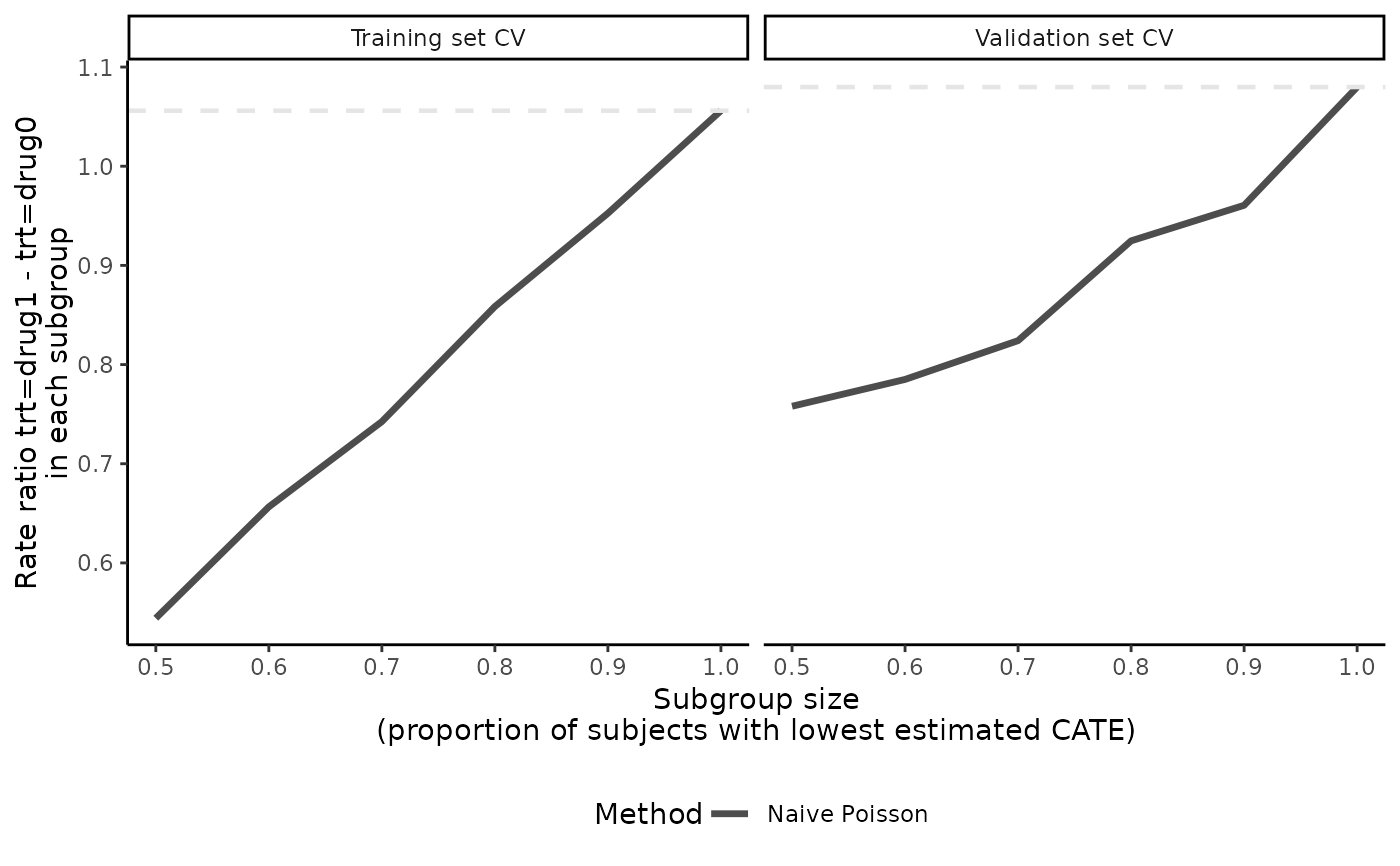 Training set CV
Validation set CV
Rate ratio trt=drug1 - trt=drug0
in each subgroup
1.1
1.0
0.9
0.8
0.7
0.6
0.5 0.6 0.7 0.8 0.9 1.0
0.5 0.6 0.7 0.8 0.9 1.0
Subgroup size
(proportion of subjects with lowest estimated CATE)
Method Naive Poisson